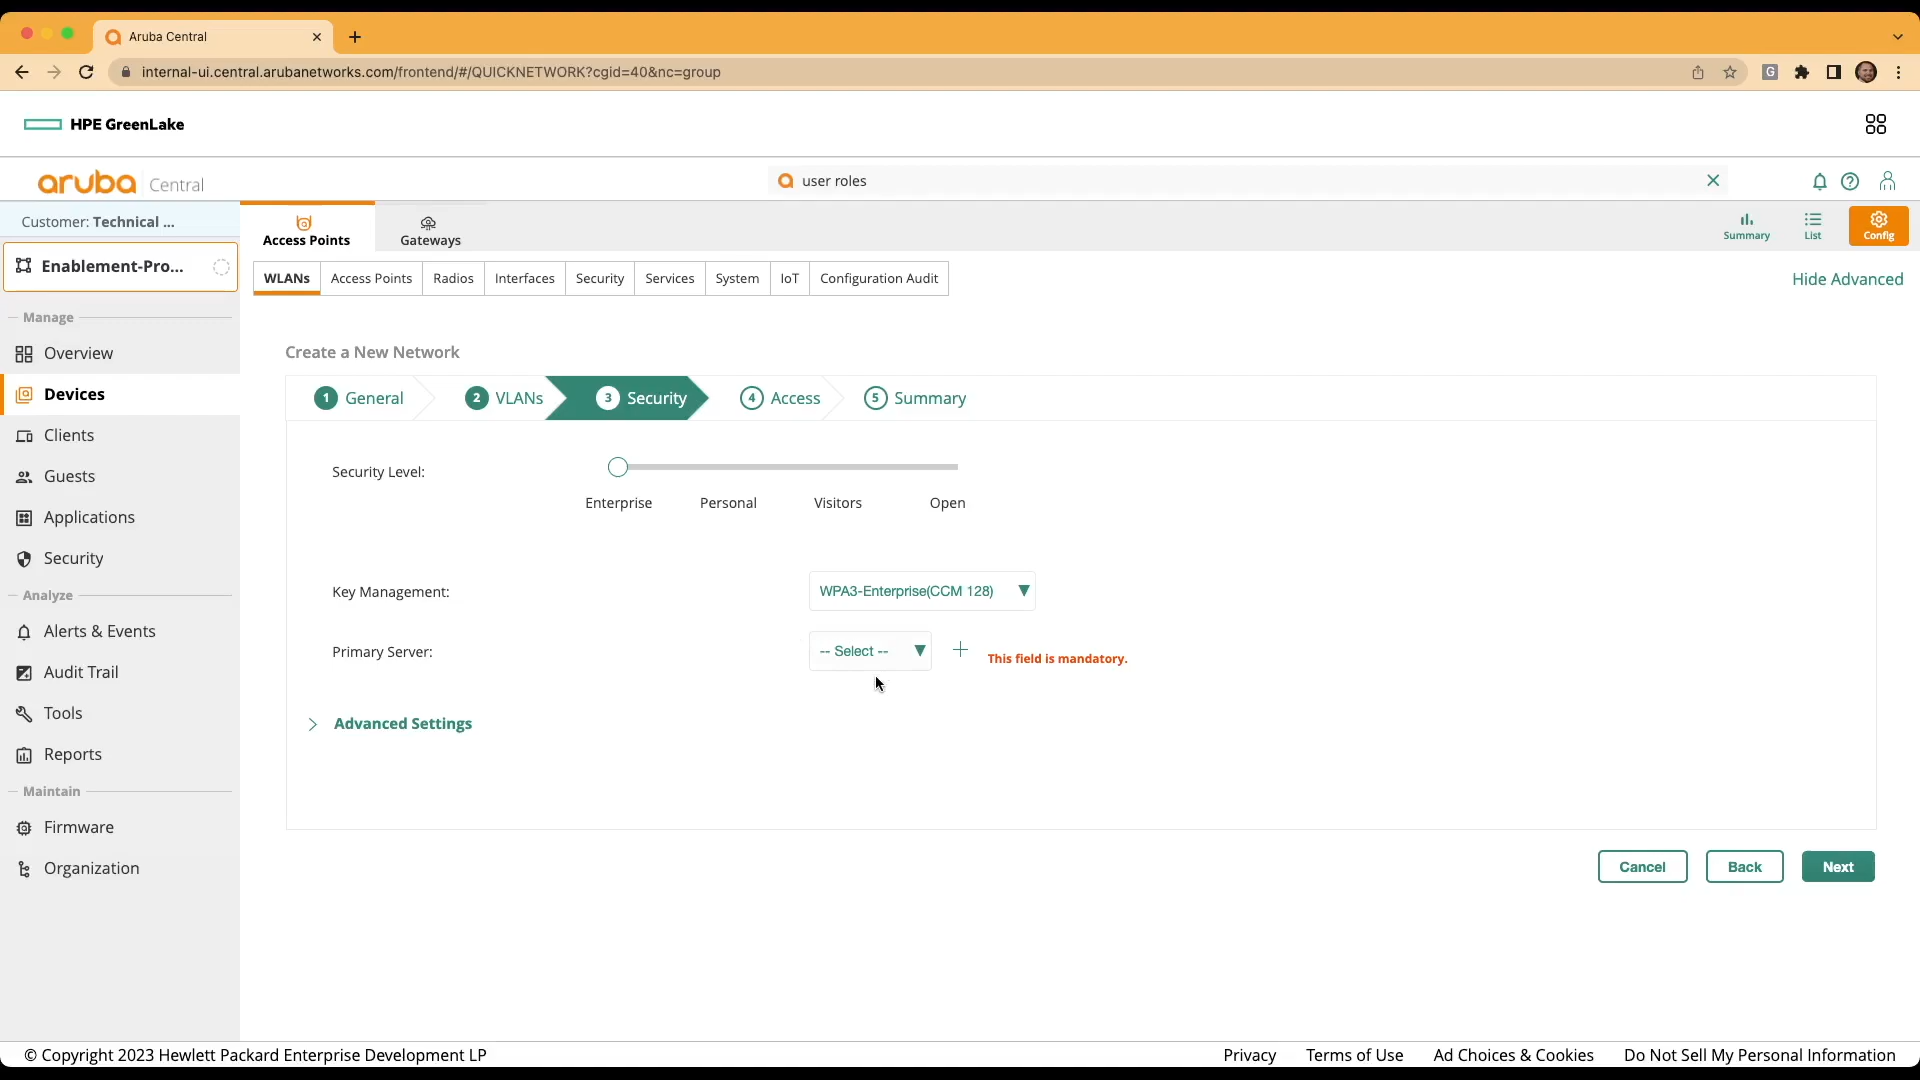 Aruba Central
internal-ui.central.arubanetworks.com/frontend/#/QUICKNETWORK?cgid=40&nc=group
G
HPE GreenLake
aruba Central
user roles
Customer: Technical ...
Access Points
Gateways
Summary
List
Config
Enablement-Pro...
WLANs
Access Points
Radios
Interfaces
Security
Services
System
IoT
Configuration Audit
Hide Advanced
Manage
Overview
Devices
Clients
Guests
Applications
Security
Analyze
Alerts & Events
Audit Trail
Tools
Reports
Maintain
Firmware
Organization
Create a New Network
1 General
2 VLANs
3 Security
4 Access
5 Summary
Security Level:
Enterprise
Personal
Visitors
Open
Key Management:
WPA3-Enterprise(CCM 128)
Primary Server:
-- Select --
This field is mandatory.
Advanced Settings
Cancel
Back
Next
© Copyright 2023 Hewlett Packard Enterprise Development LP
Privacy
Terms of Use
Ad Choices & Cookies
Do Not Sell My Personal Information